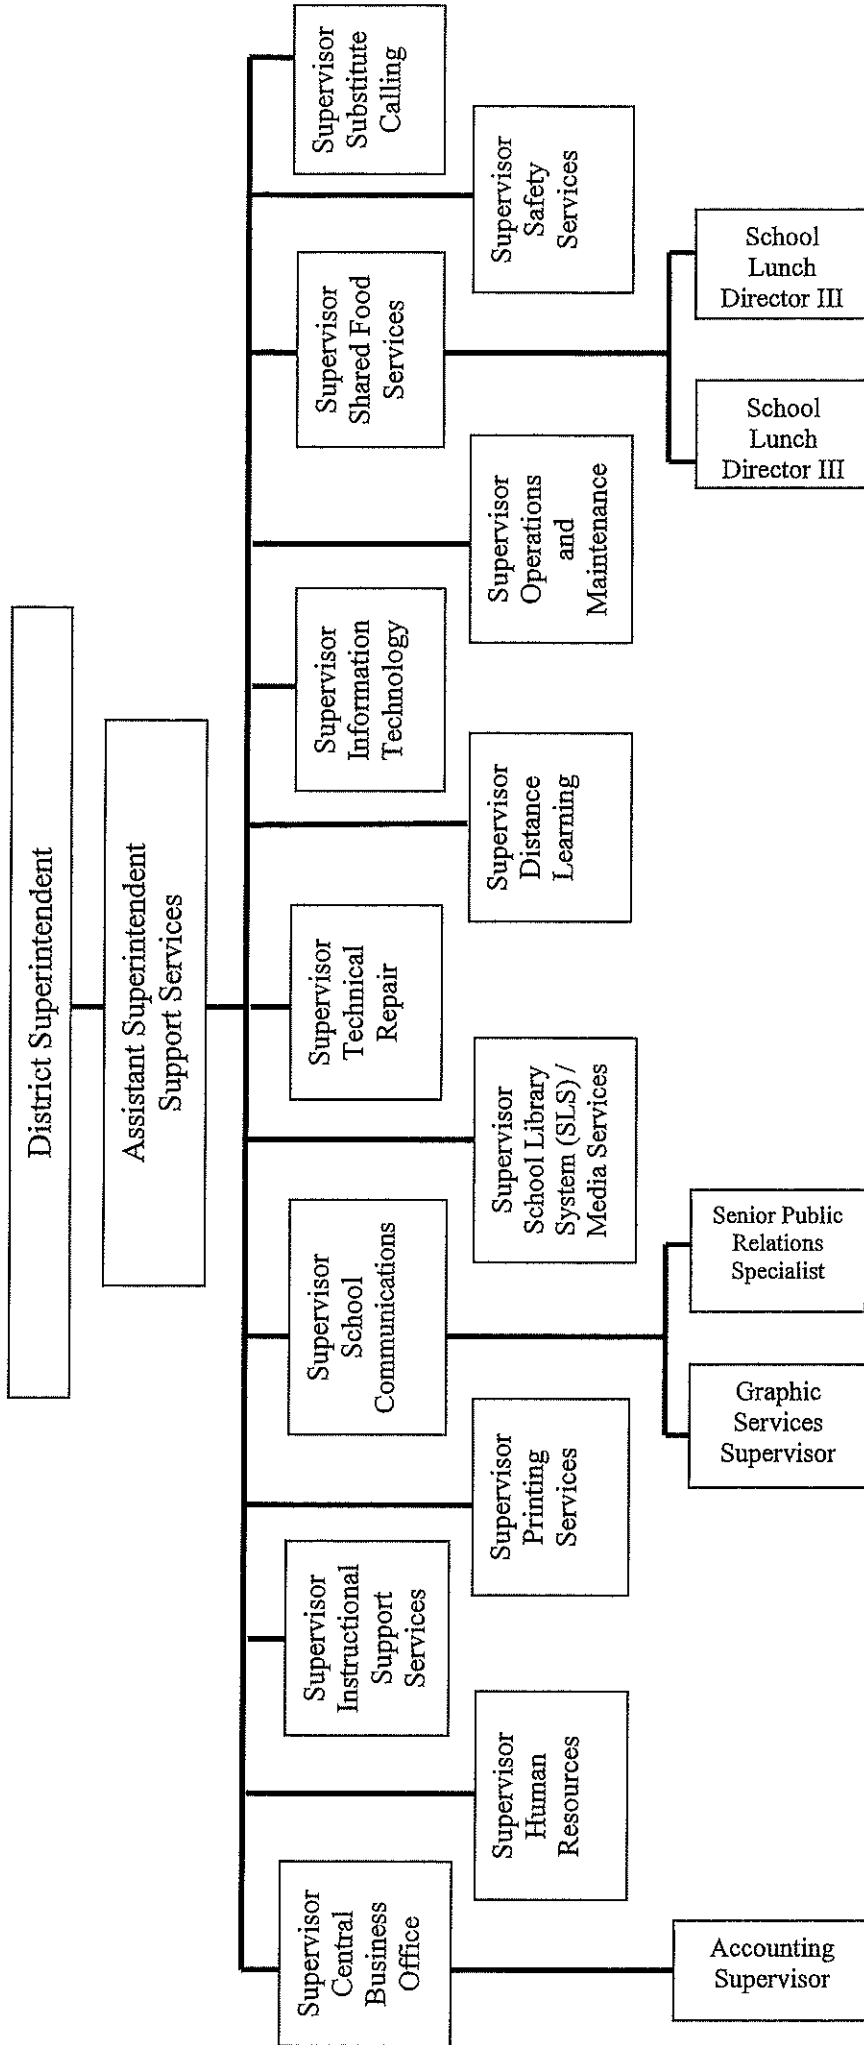 District Superintendent
Assistant Superintendent
Support Services
Supervisor
Central
Business
Office
Supervisor
Human
Resources
Supervisor
Instructional
Support
Services
Supervisor
Printing
Services
Supervisor
School
Communications
Supervisor
School Library
System (SLS) /
Media Services
Supervisor
Technical
Repair
Supervisor
Distance
Learning
Supervisor
Information
Technology
Supervisor
Operations
and
Maintenance
Supervisor
Shared Food
Services
Supervisor
Safety
Services
Supervisor
Substitute
Calling
Accounting
Supervisor
Graphic
Services
Supervisor
Senior Public
Relations
Specialist
School
Lunch
Director III
School
Lunch
Director III